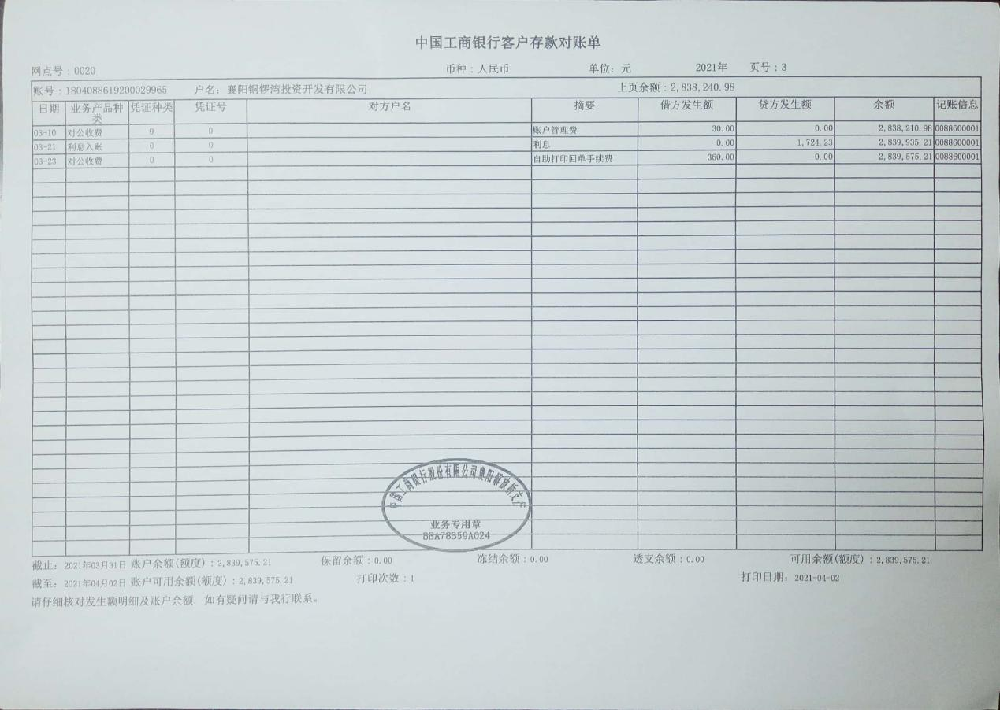 中国工商银行客户存款对账单
网点号：0020 币种：人民币 单位：元 2021年 页号：3
账号：1804088619200029965 户名：襄阳铜锣湾投资开发有限公司 上页余额：2,838,240.98
日期 业务产品种类 凭证种类 凭证号 对方户名 摘要 借方发生额 贷方发生额 余额 记账信息
03-10 对公收费 0 0 账户管理费 30.00 0.00 2,838,210.98 0088600001
03-21 利息入账 0 0 利息 0.00 1,724.23 2,839,935.21 0088600001
03-23 对公收费 0 0 自助打印回单手续费 360.00 0.00 2,839,575.21 0088600001
中国工商银行股份有限公司襄阳解放桥支行
业务专用章
BEA78B59A024
截止：2021年03月31日 账户余额(额度)：2,839,575.21 保留余额：0.00 冻结余额：0.00 透支余额：0.00 可用余额(额度)：2,839,575.21
截至：2021年04月02日 账户可用余额(额度)：2,839,575.21 打印次数：1 打印日期：2021-04-02
请仔细核对发生额明细及账户余额，如有疑问请与我行联系。